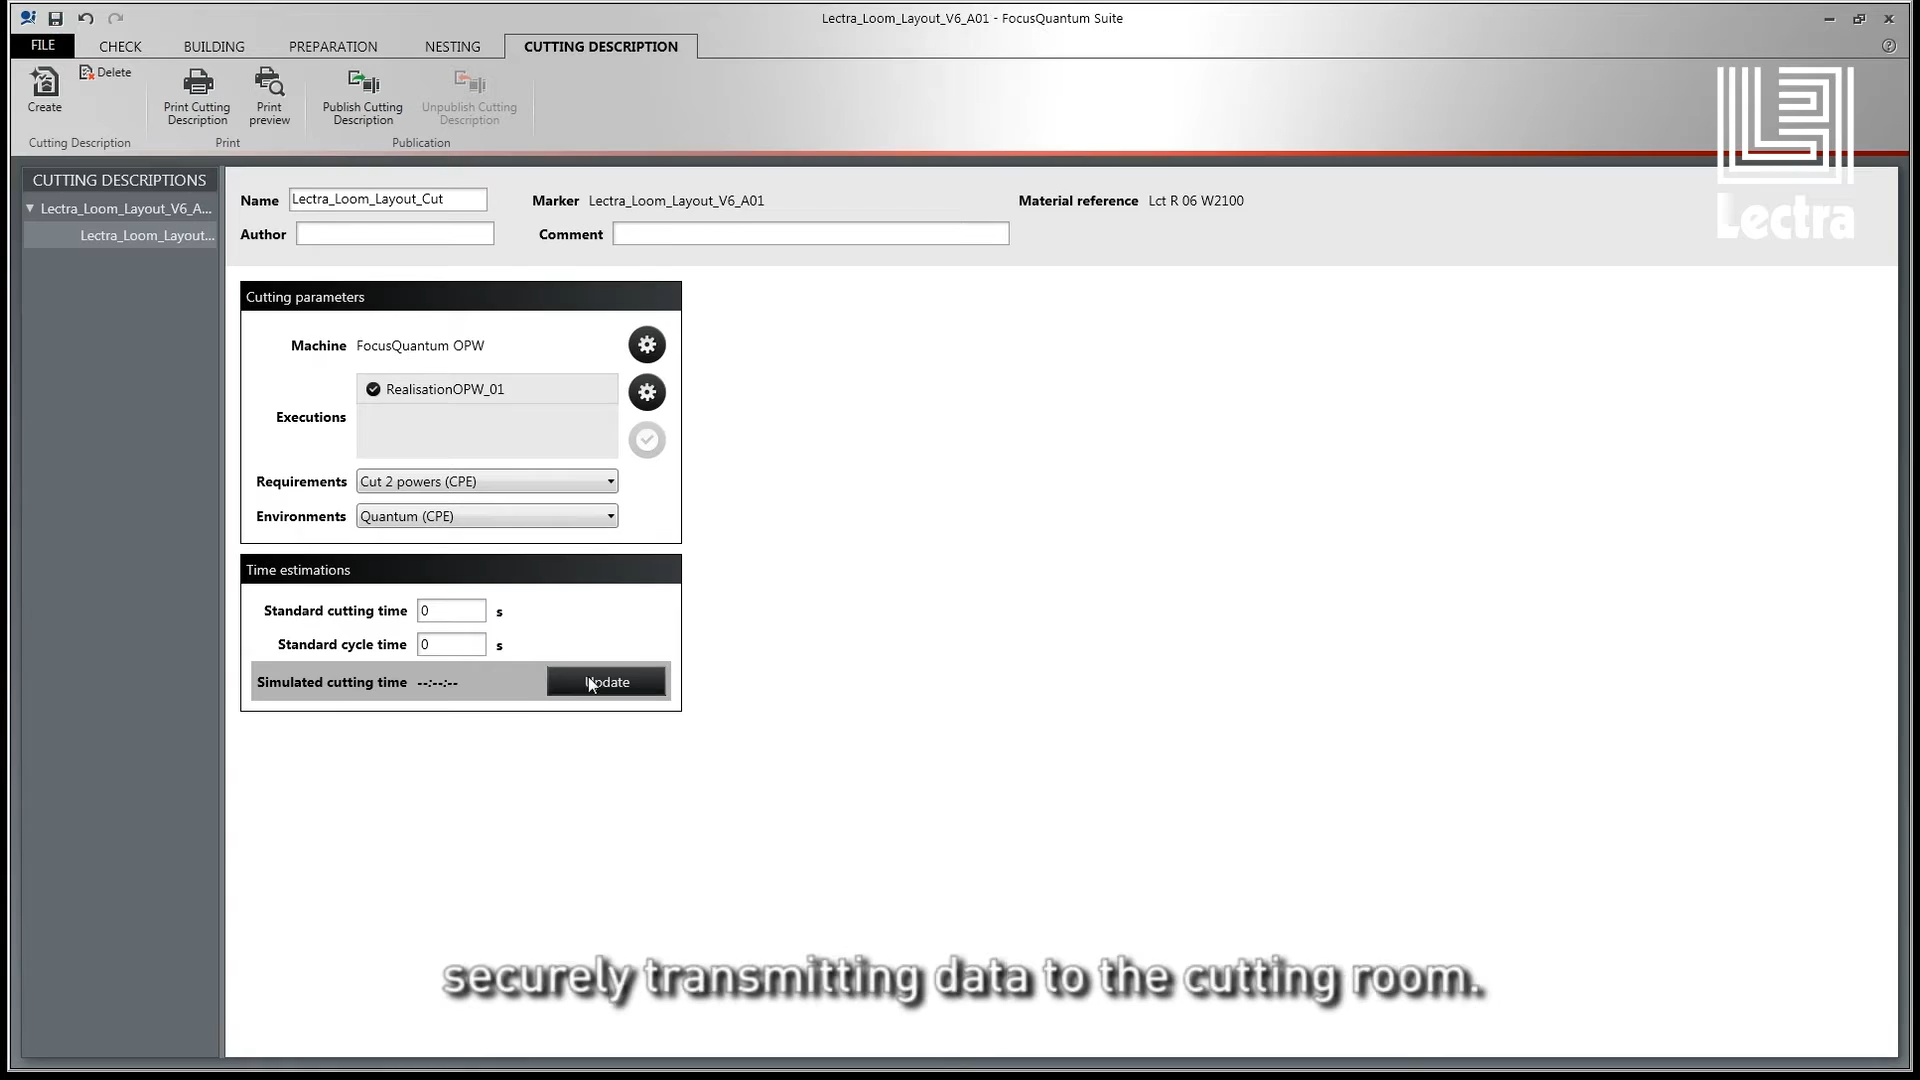 Lectra_Loom_Layout_V6_A01 - FocusQuantum Suite
FILE CHECK BUILDING PREPARATION NESTING CUTTING DESCRIPTION
Create
Delete
Cutting Description
Print Cutting Description
Print preview
Print
Publish Cutting Description
Unpublish Cutting Description
Publication
Lectra
CUTTING DESCRIPTIONS
Lectra_Loom_Layout_V6_A...
Lectra_Loom_Layout...
Name Lectra_Loom_Layout_Cut Marker Lectra_Loom_Layout_V6_A01 Material reference Lct R 06 W2100
Author Comment
Cutting parameters
Machine FocusQuantum OPW
Executions RealisationOPW_01
Requirements Cut 2 powers (CPE)
Environments Quantum (CPE)
Time estimations
Standard cutting time 0 s
Standard cycle time 0 s
Simulated cutting time --:--:-- Update
securely transmitting data to the cutting room.